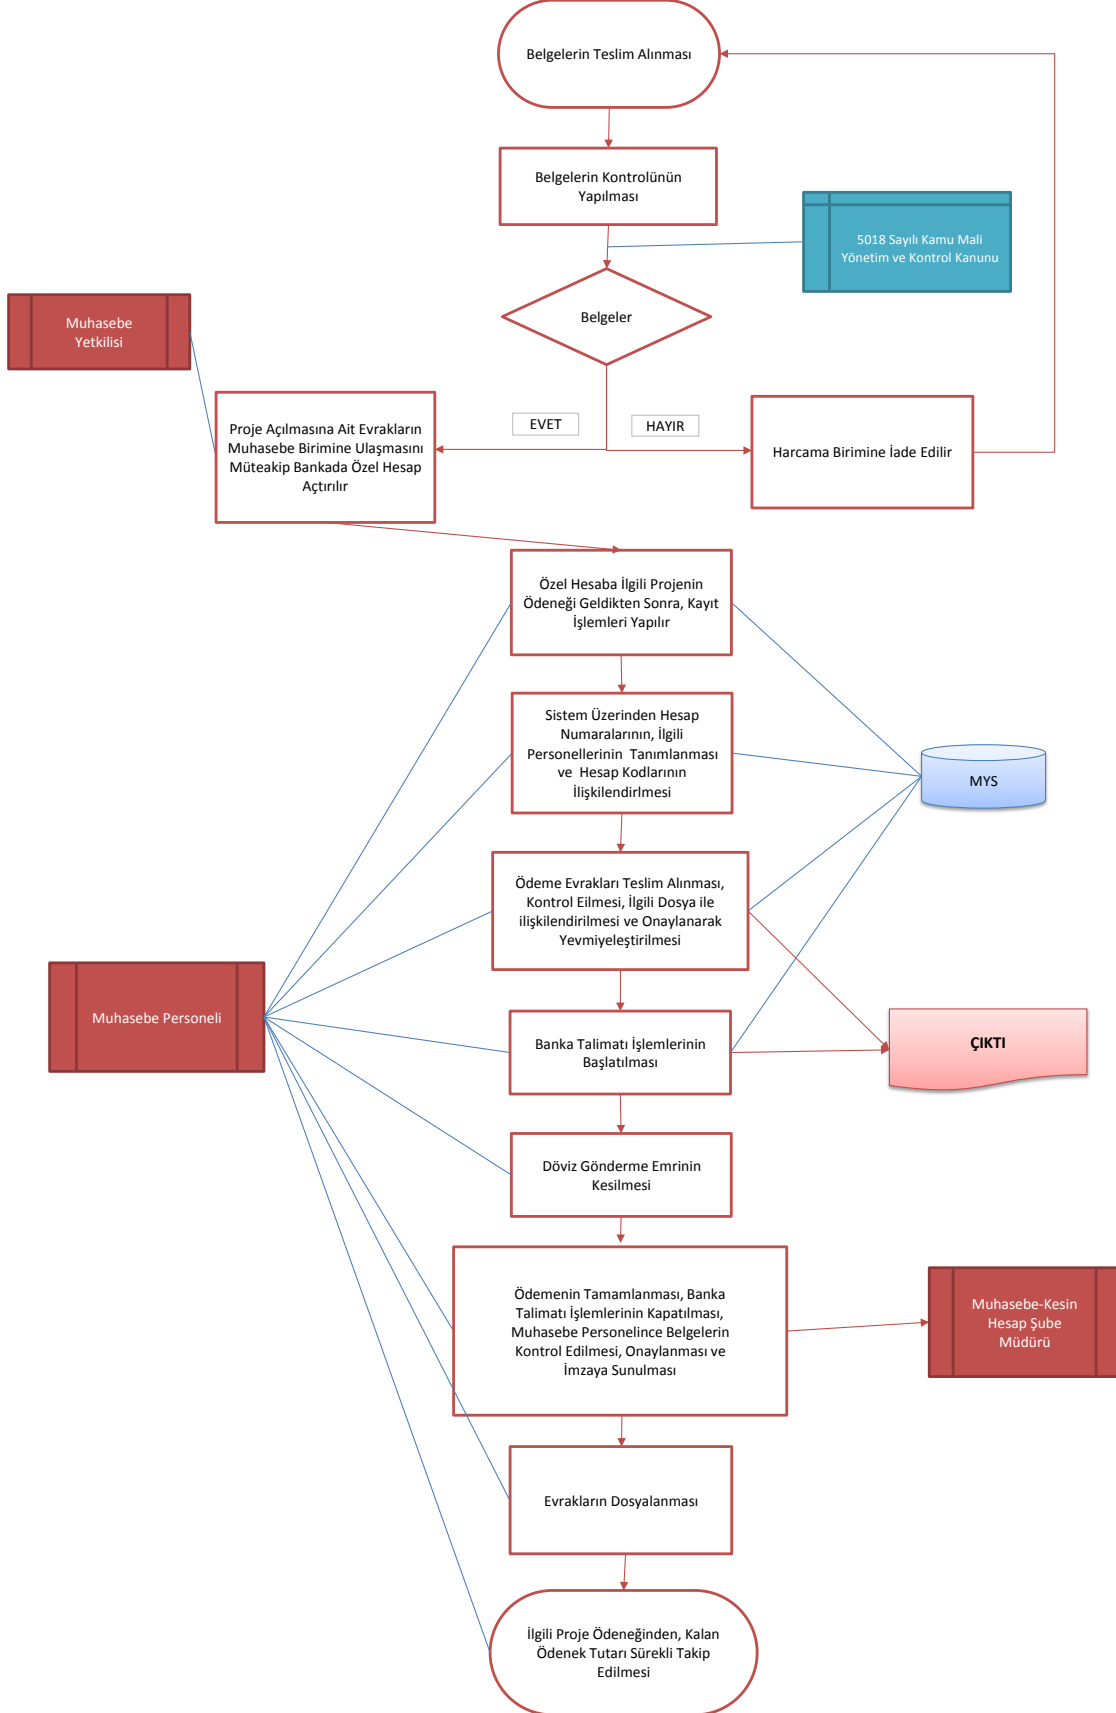 Belgelerin Teslim Alınması
Belgelerin Kontrolünün
Yapılması
5018 Sayılı Kamu Mali
Yönetim ve Kontrol Kanunu
Belgeler
Muhasebe
Yetkilisi
EVET
HAYIR
Proje Açılmasına Ait Evrakların
Muhasebe Birimine Ulaşmasını
Müteakip Bankada Özel Hesap
Açtırılır
Harcama Birimine İade Edilir
Özel Hesaba İlgili Projenin
Ödeneği Geldikten Sonra, Kayıt
İşlemleri Yapılır
Sistem Üzerinden Hesap
Numaralarının, İlgili
Personellerinin Tanımlanması
ve Hesap Kodlarının
İlişkilendirlmesi
MYS
Ödeme Evrakları Teslim Alınması,
Kontrol Eilmesi, İlgili Dosya ile
ilişkilendirilmesi ve Onaylanarak
Yevmiyeleştirilmesi
Muhasebe Personeli
Banka Talimatı İşlemlerinin
Başlatılması
ÇIKTI
Döviz Gönderme Emrinin
Kesilmesi
Ödemenin Tamamlanması, Banka
Talimatı İşlemlerinin Kapatılması,
Muhasebe Personelince Belgelerin
Kontrol Edilmesi, Onaylanması ve
İmzaya Sunulması
Muhasebe-Kesin
Hesap Şube
Müdürü
Evrakların Dosyalanması
İlgili Proje Ödeneğinden, Kalan
Ödenek Tutarı Sürekli Takip
Edilmesi